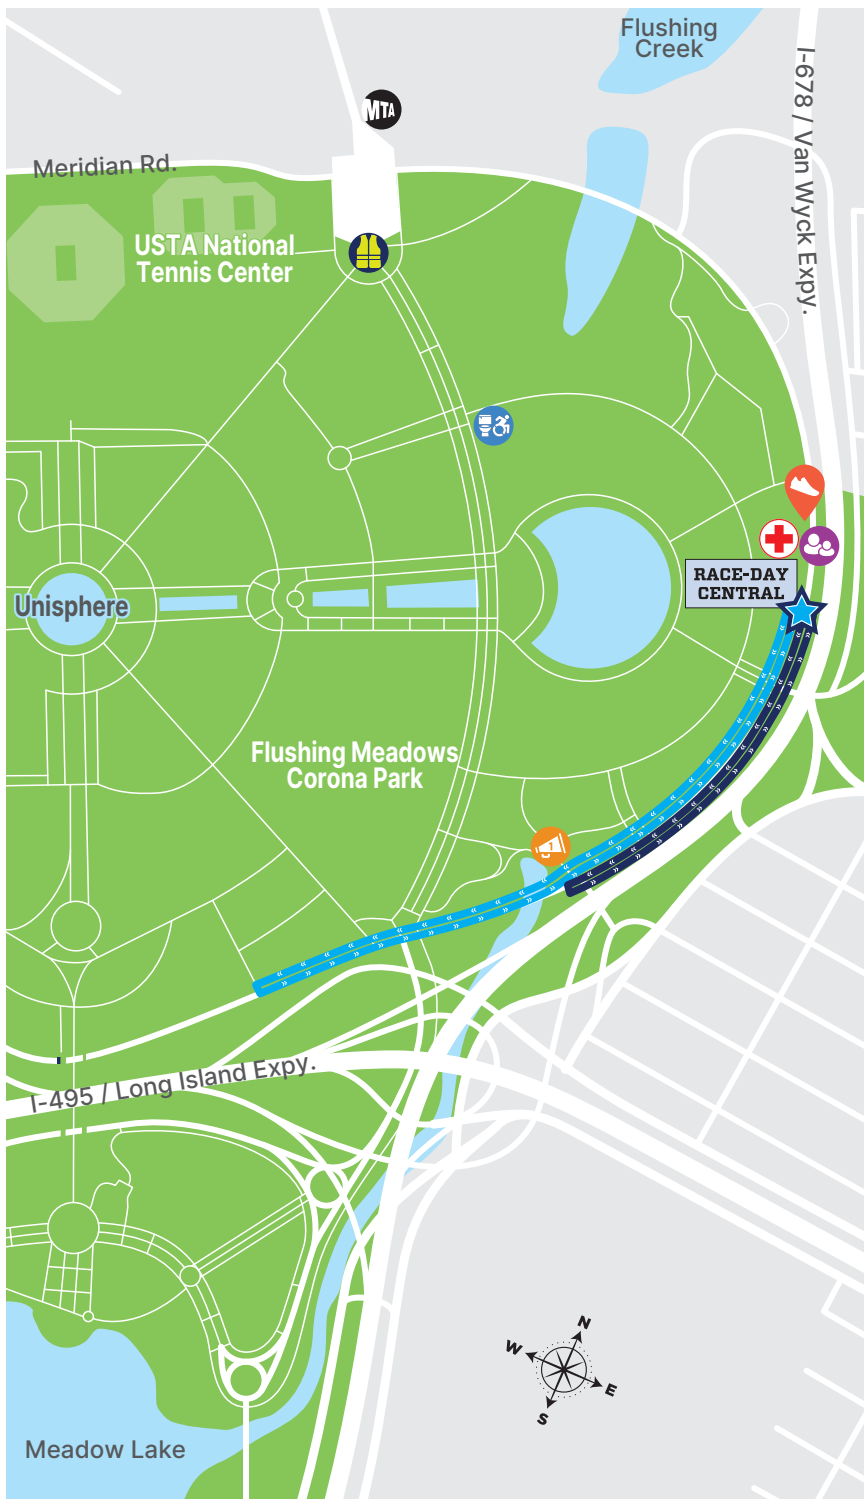 Flushing
Creek
I-678 / Van Wyck Expy.
MTA
Meridian Rd.
USTA National
Tennis Center
RACE-DAY
CENTRAL
Unisphere
Flushing Meadows
Corona Park
I-495 / Long Island Expy.
N
W
E
S
Meadow Lake